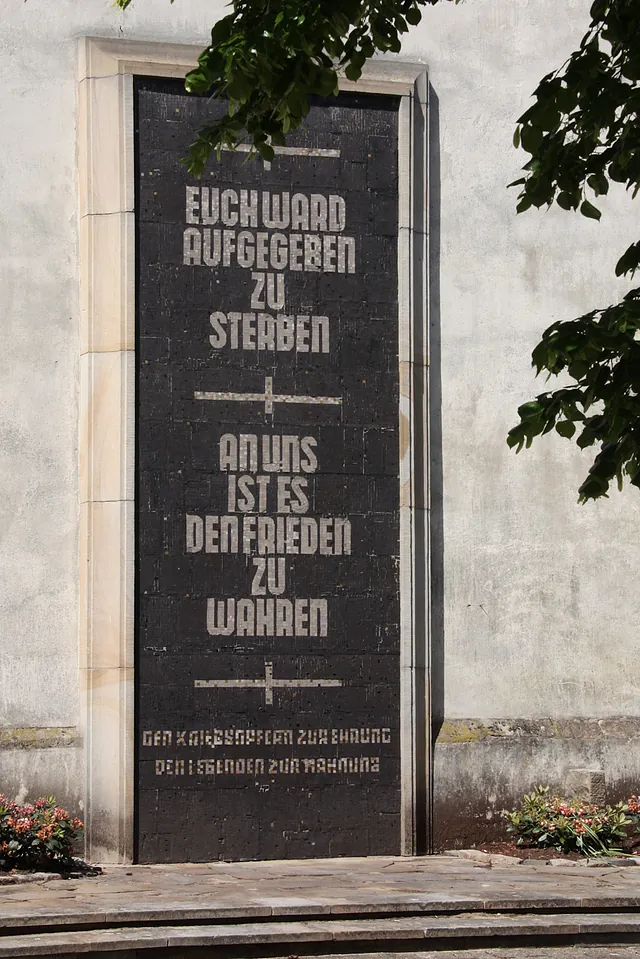 EUCH WARD
AUFGEGEBEN
ZU
STERBEN
AN UNS
IST ES
DEN FRIEDEN
ZU
WAHREN
DEN KRIEGSOPFERN ZUR EHRUNG
DEN LEBENDEN ZUR MAHNUNG